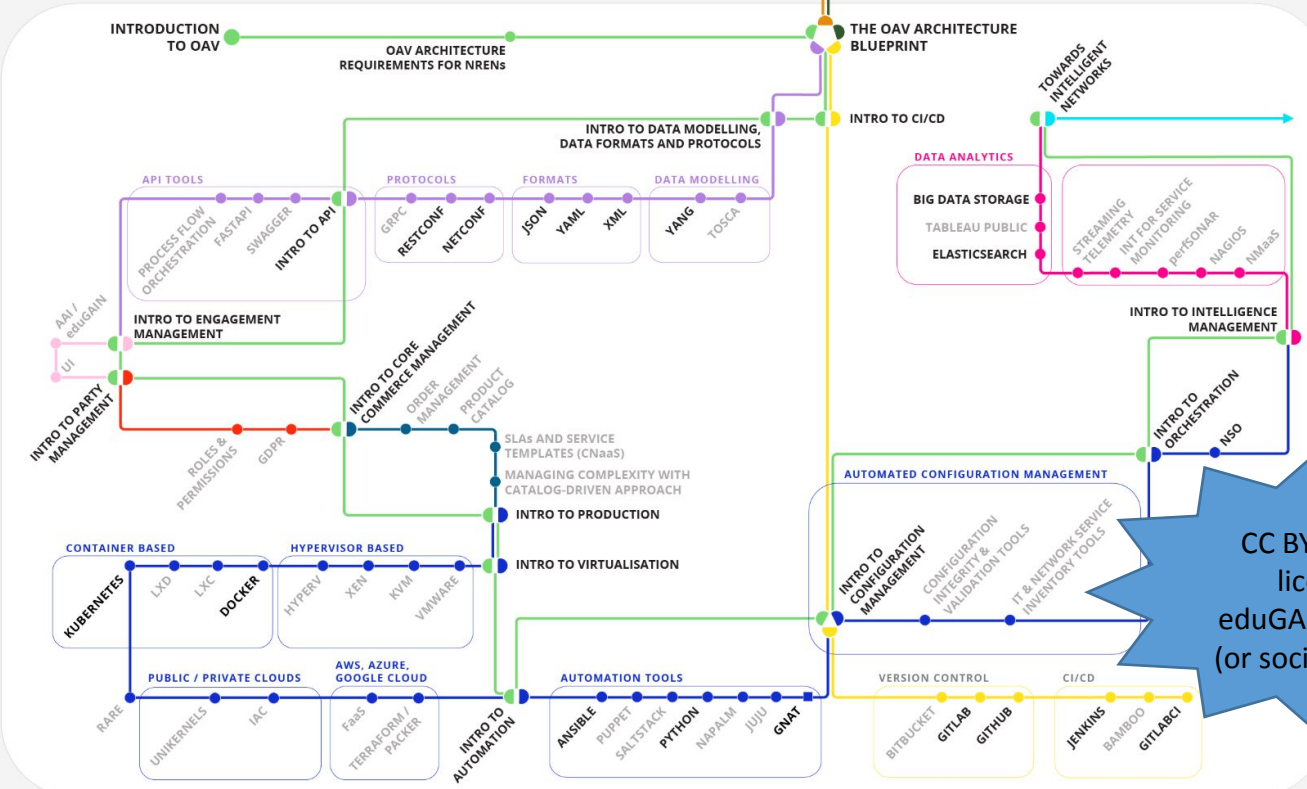 INTRODUCTION
TO OAV
OAV ARCHITECTURE
REQUIREMENTS FOR NRENs
THE OAV ARCHITECTURE
BLUEPRINT
TOWARDS
INTELLIGENT
NETWORKS
INTRO TO DATA MODELLING,
DATA FORMATS AND PROTOCOLS
INTRO TO CI/CD
API TOOLS
PROCESS FLOW
ORCHESTRATION
FASTAPI
SWAGGER
INTRO TO API
PROTOCOLS
GRPC
RESTCONF
NETCONF
FORMATS
JSON
YAML
XML
DATA MODELLING
YANG
TOSCA
DATA ANALYTICS
BIG DATA STORAGE
TABLEAU PUBLIC
ELASTICSEARCH
STREAMING
TELEMETRY
INT FOR SERVICE
MONITORING
perfSONAR
NAGIOS
NMaaS
AAI /
eduGAIN
UI
INTRO TO ENGAGEMENT
MANAGEMENT
INTRO TO INTELLIGENCE
MANAGEMENT
INTRO TO PARTY
MANAGEMENT
ROLES &
PERMISSIONS
GDPR
INTRO TO CORE
COMMERCE MANAGEMENT
ORDER
MANAGEMENT
PRODUCT
CATALOG
SLAs AND SERVICE
TEMPLATES (CNaaS)
MANAGING COMPLEXITY WITH
CATALOG-DRIVEN APPROACH
INTRO TO
ORCHESTRATION
NSO
INTRO TO PRODUCTION
INTRO TO VIRTUALISATION
AUTOMATED CONFIGURATION MANAGEMENT
INTRO TO
CONFIGURATION
MANAGEMENT
CONFIGURATION
INTEGRITY &
VALIDATION TOOLS
IT & NETWORK SERVICE
INVENTORY TOOLS
CC BY
lic
eduGA
(or soci
CONTAINER BASED
KUBERNETES
LXD
LXC
DOCKER
HYPERVISOR BASED
HYPERV
XEN
KVM
VMWARE
RARE
PUBLIC / PRIVATE CLOUDS
UNIKERNELS
IAC
AWS, AZURE,
GOOGLE CLOUD
FaaS
TERRAFORM /
PACKER
INTRO TO
AUTOMATION
AUTOMATION TOOLS
ANSIBLE
PUPPET
SALTSTACK
PYTHON
NAPALM
JUJU
GNAT
VERSION CONTROL
BITBUCKET
GITLAB
GITHUB
CI/CD
JENKINS
BAMBOO
GITLABCI